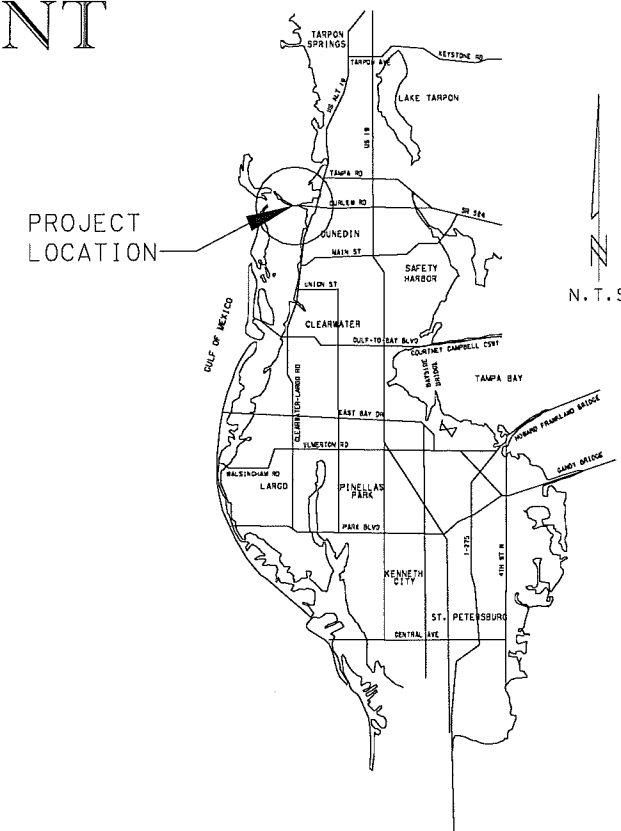 NT
TARPON
SPRINGS
TARPON AVE
KEYSTONE RD
US ALT 19
LAKE TARPON
US 19
TAMPA RD
CURLEW RD
SR 584
PROJECT
LOCATION
DUNEDIN
MAIN ST
SAFETY
HARBOR
N
N.T.S
UNION ST
GULF OF MEXICO
CLEARWATER
GULF-TO-BAY BLVD
COURTNEY CAMPBELL CSWY
BAYSIDE
BRIDGE
TAMPA BAY
CLEARWATER-LARGO RD
EAST BAY DR
HOWARD FRANKLAND BRIDGE
ULMERTON RD
GANDY BRIDGE
WALSINGHAM RD
LARGO
PINELLAS
PARK
PARK BLVD
I-275
4TH ST N
KENNETH
CITY
ST. PETERSBURG
CENTRAL AVE